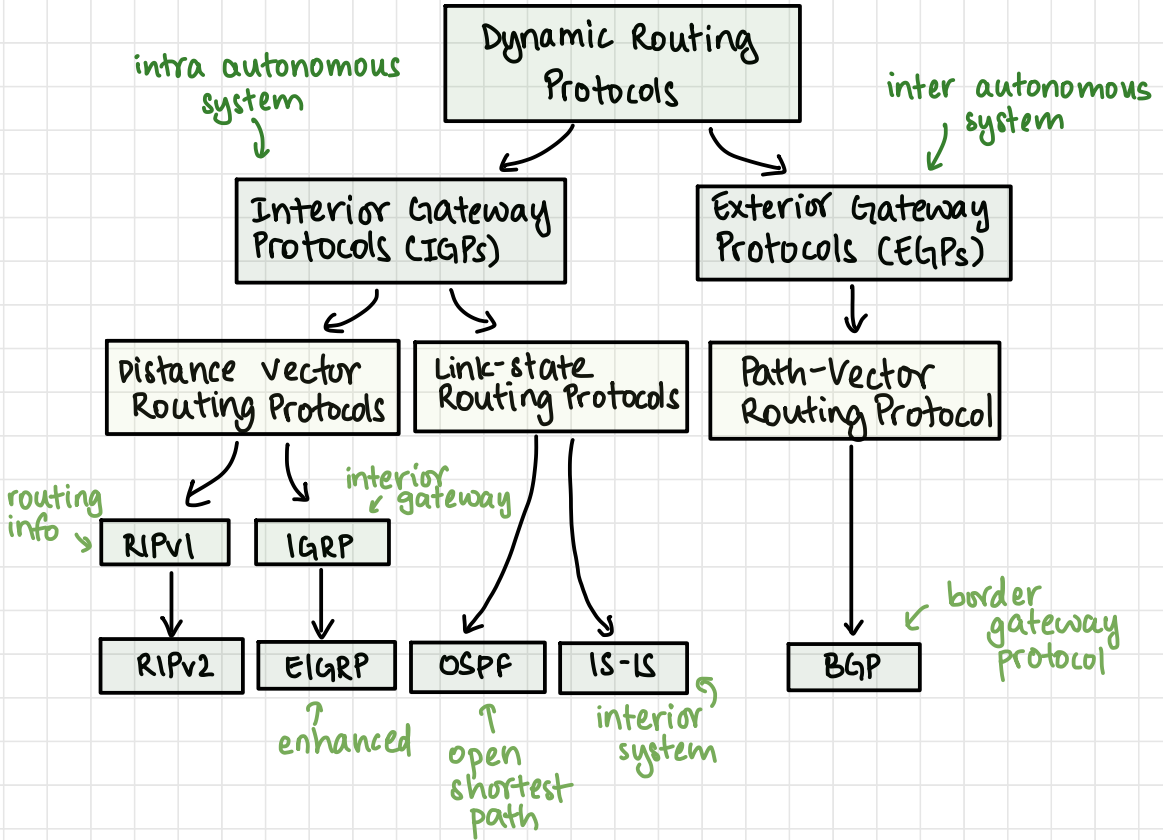 Dynamic Routing
Protocols
intra autonomous
system
inter autonomous
system
Interior Gateway
Protocols (IGPs)
Exterior Gateway
Protocols (EGPs)
Distance Vector
Routing Protocols
Link-state
Routing Protocols
Path-Vector
Routing Protocol
routing
info
interior
gateway
RIPv1
IGRP
RIPv2
EIGRP
OSPF
IS-IS
BGP
border
gateway
protocol
enhanced
open
shortest
path
interior
system